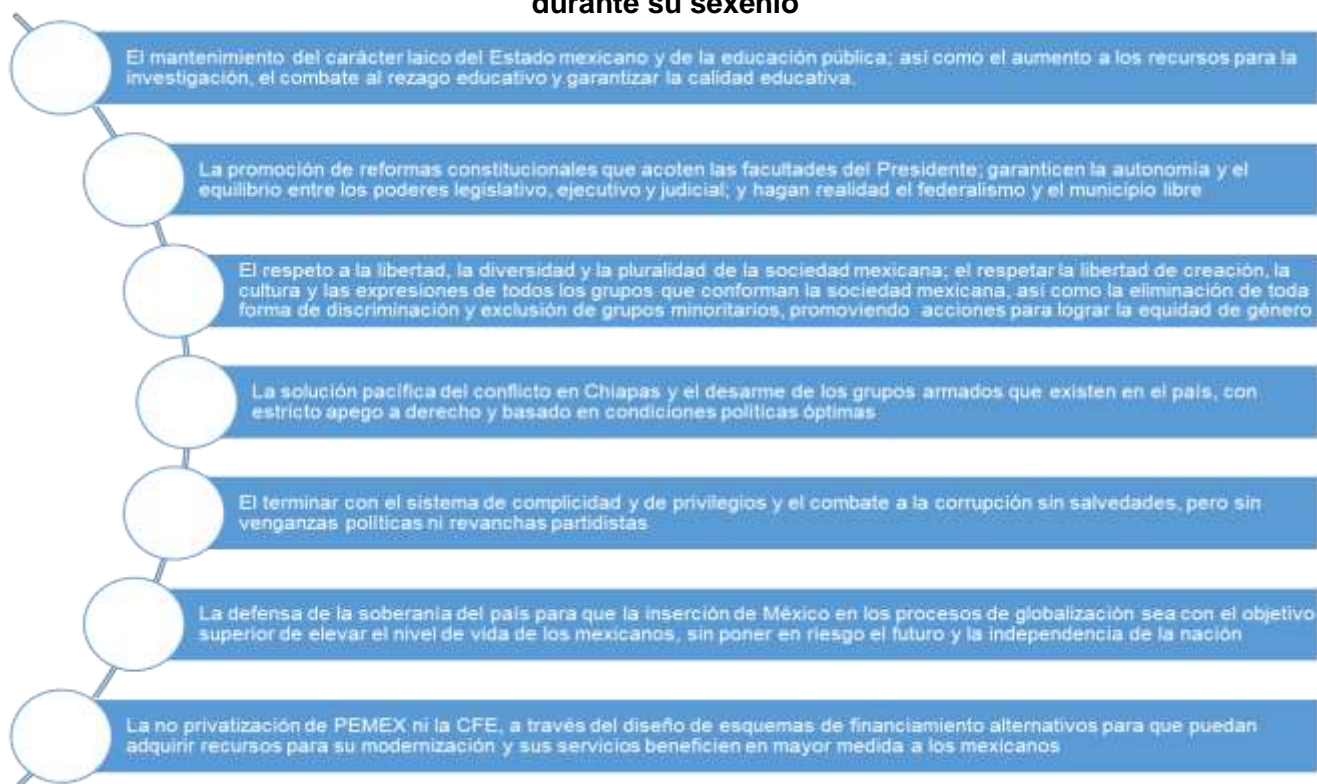 durante su sexenio
El mantenimiento del carácter laico del Estado mexicano y de la educación pública; así como el aumento a los recursos para la
investigación, el combate al rezago educativo y garantizar la calidad educativa.
La promoción de reformas constitucionales que acoten las facultades del Presidente; garanticen la autonomía y el
equilibrio entre los poderes legislativo, ejecutivo y judicial; y hagan realidad el federalismo y el municipio libre
El respeto a la libertad, la diversidad y la pluralidad de la sociedad mexicana; el respetar la libertad de creación, la
cultura y las expresiones de todos los grupos que conforman la sociedad mexicana, así como la eliminación de toda
forma de discriminación y exclusión de grupos minoritarios, promoviendo acciones para lograr la equidad de género
La solución pacífica del conflicto en Chiapas y el desarme de los grupos armados que existen en el país, con
estricto apego a derecho y basado en condiciones políticas óptimas
El terminar con el sistema de complicidad y de privilegios y el combate a la corrupción sin salvedades, pero sin
venganzas políticas ni revanchas partidistas
La defensa de la soberanía del país para que la inserción de México en los procesos de globalización sea con el objetivo
superior de elevar el nivel de vida de los mexicanos, sin poner en riesgo el futuro y la independencia de la nación
La no privatización de PEMEX ni la CFE, a través del diseño de esquemas de financiamiento alternativos para que puedan
adquirir recursos para su modernización y sus servicios beneficien en mayor medida a los mexicanos